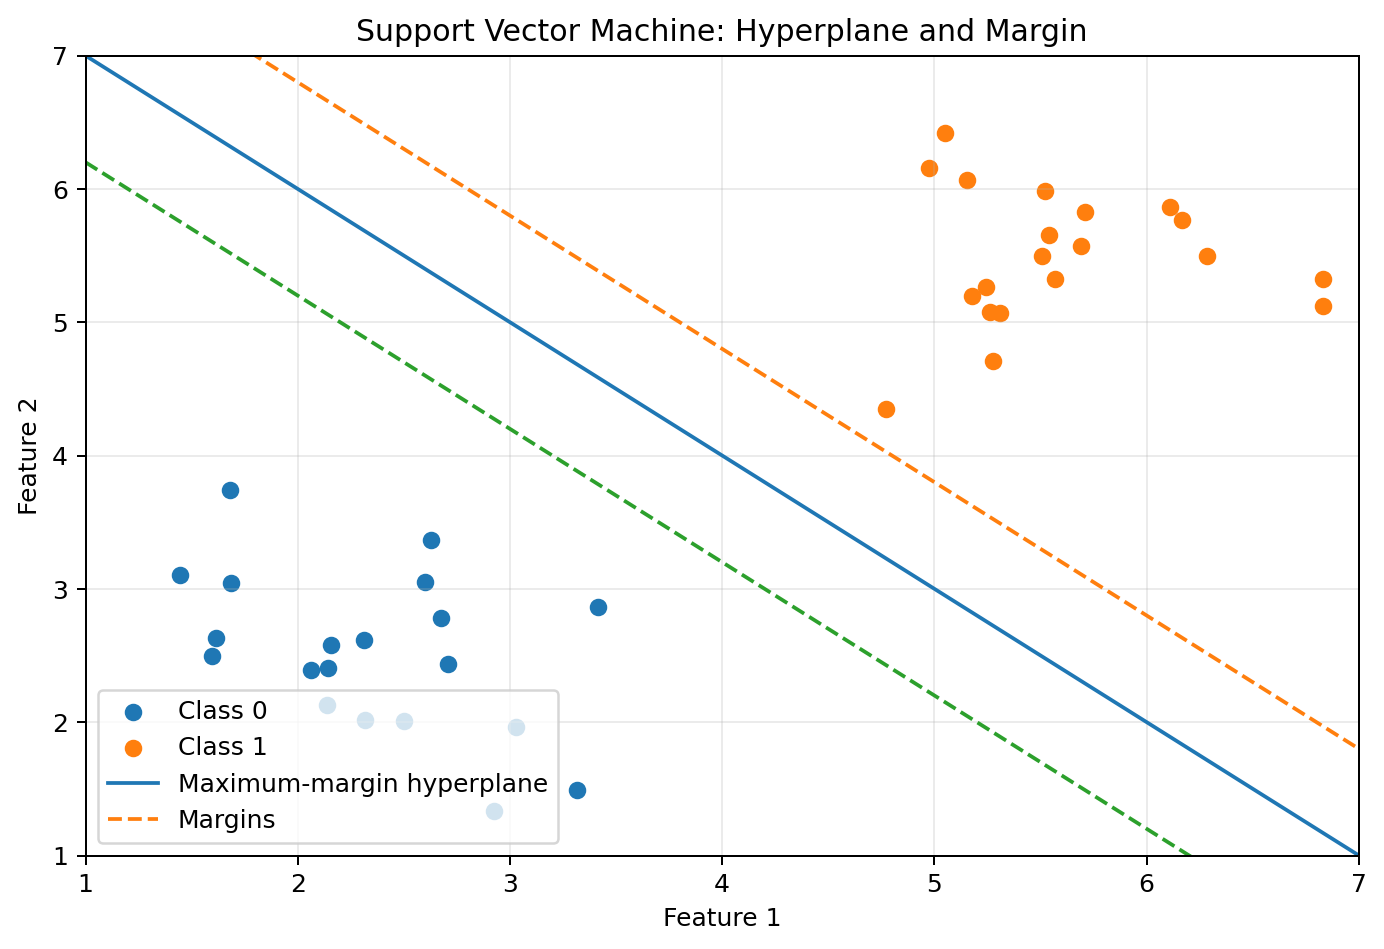 Support Vector Machine: Hyperplane and Margin
7
6
5
4
3
2
1
Feature 2
Class 0
Class 1
Maximum-margin hyperplane
Margins
1 2 3 4 5 6 7
Feature 1